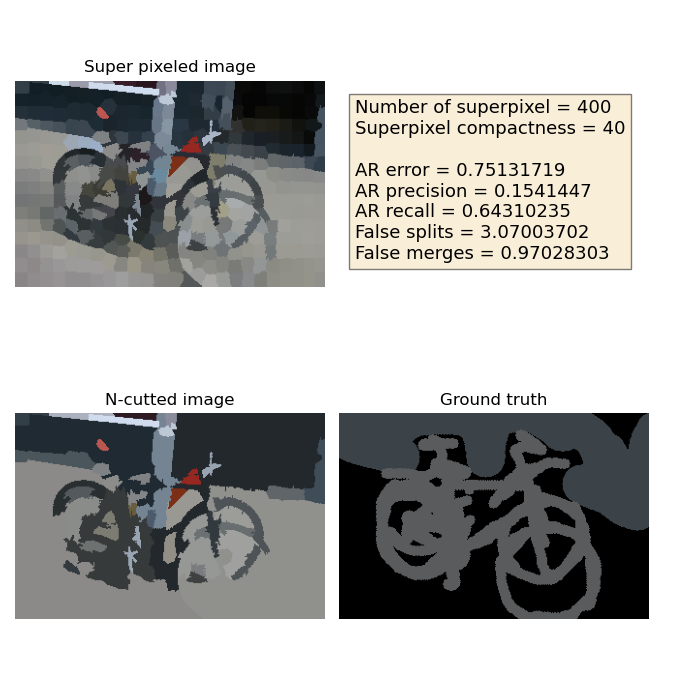 Super pixeled image
Number of superpixel = 400
Superpixel compactness = 40
AR error = 0.75131719
AR precision = 0.1541447
AR recall = 0.64310235
False splits = 3.07003702
False merges = 0.97028303
N-cutted image
Ground truth